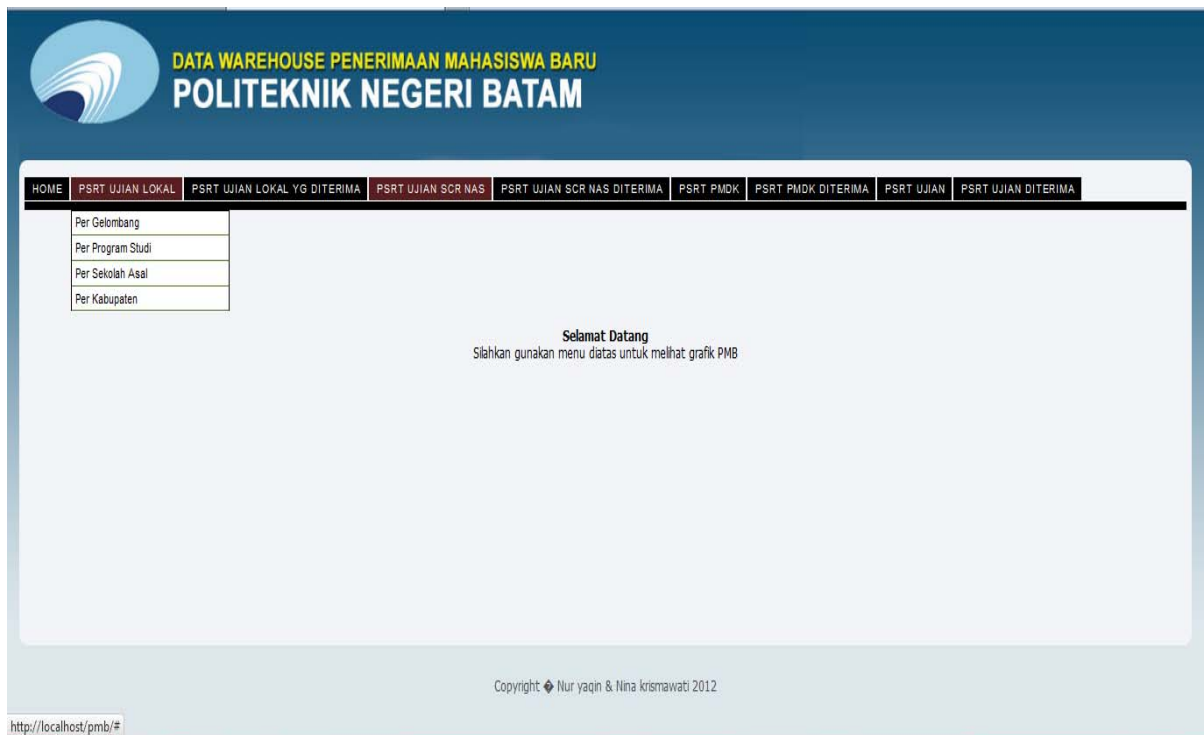 DATA WAREHOUSE PENERIMAAN MAHASISWA BARU
POLITEKNIK NEGERI BATAM
HOME PSRT UJIAN LOKAL PSRT UJIAN LOKAL YG DITERIMA PSRT UJIAN SCR NAS PSRT UJIAN SCR NAS DITERIMA PSRT PMDK PSRT PMDK DITERIMA PSRT UJIAN PSRT UJIAN DITERIMA
Per Gelombang
Per Program Studi
Per Sekolah Asal
Per Kabupaten
Selamat Datang
Silahkan gunakan menu diatas untuk melihat grafik PMB
Copyright � Nur yaqin & Nina krismawati 2012
http://localhost/pmb/#